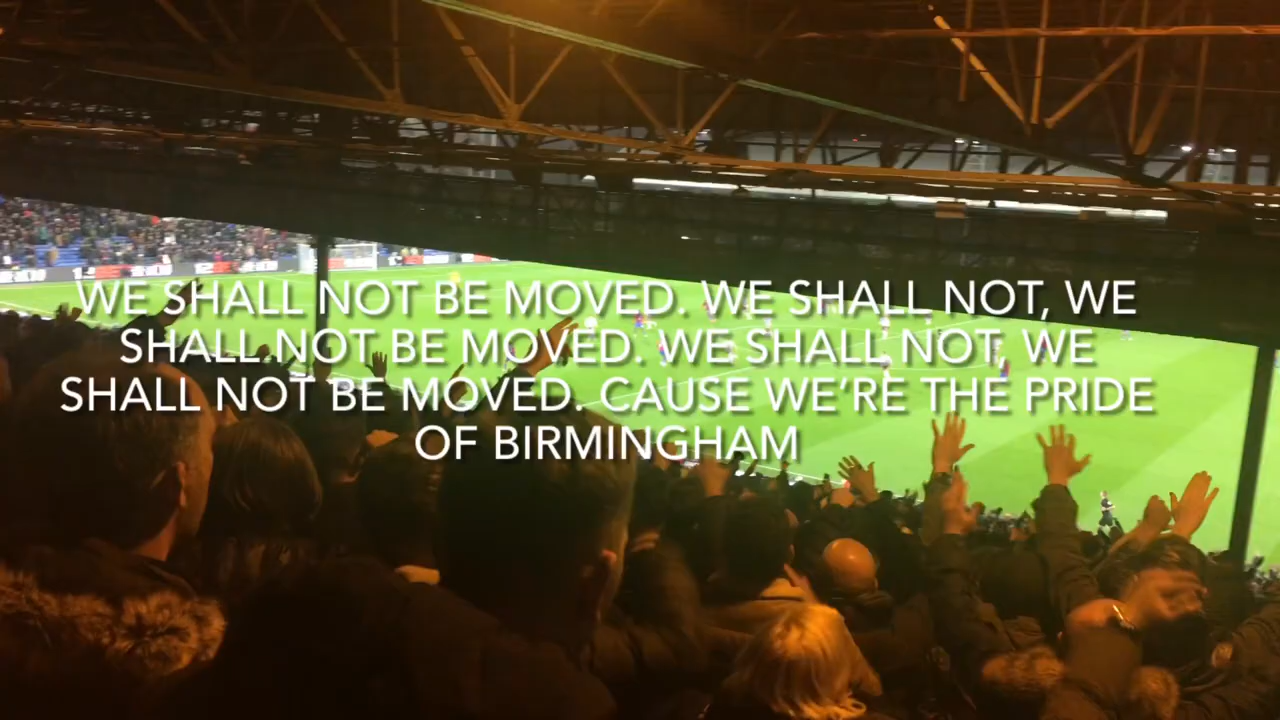 WE SHALL NOT BE MOVED. WE SHALL NOT, WE
SHALL NOT BE MOVED. WE SHALL NOT, WE
SHALL NOT BE MOVED. CAUSE WE’RE THE PRIDE
OF BIRMINGHAM